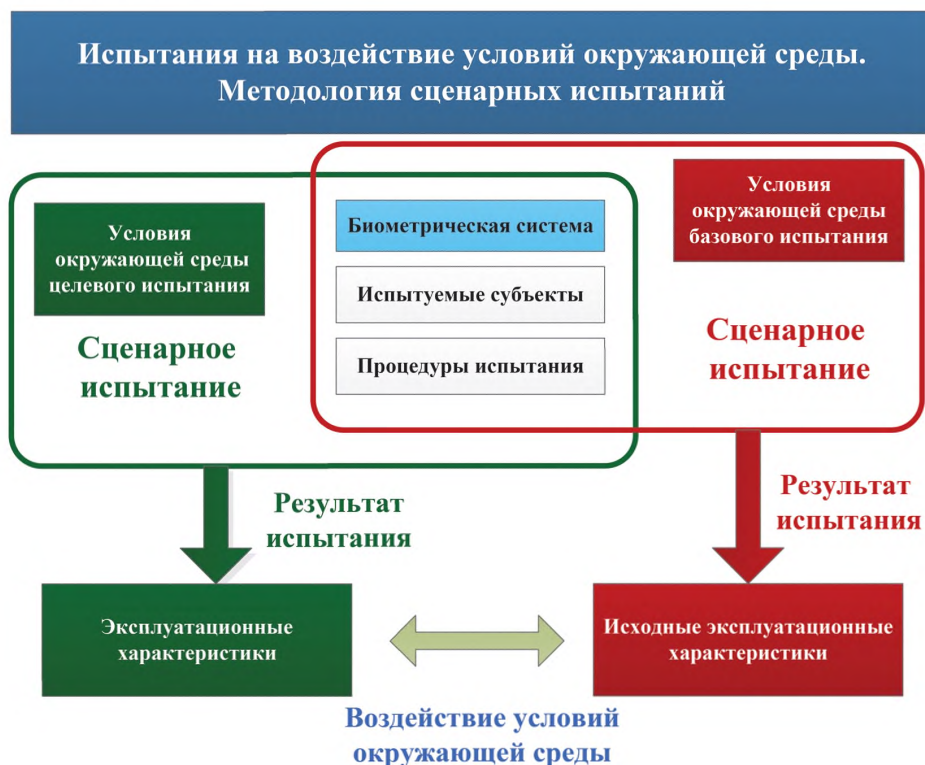 Испытания на воздействие условий окружающей среды.
Методология сценарных испытаний
Условия
окружающей среды
целевого испытания
Сценарное
испытание
Биометрическая система
Испытуемые субъекты
Процедуры испытания
Условия
окружающей среды
базового испытания
Сценарное
испытание
Результат
испытания
Результат
испытания
Эксплуатационные
характеристики
Исходные эксплуатационные
характеристики
Воздействие условий
окружающей среды